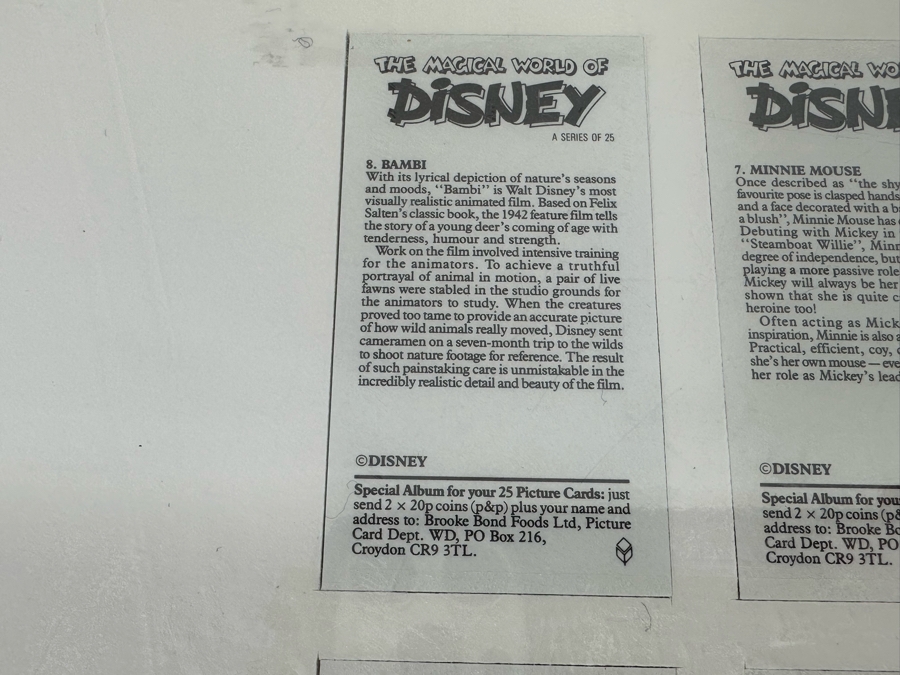 THE MAGICAL WORLD OF
DISNEY
A SERIES OF 25
8. BAMBI
With its lyrical depiction of nature's seasons
and moods, "Bambi" is Walt Disney's most
visually realistic animated film. Based on Felix
Salten's classic book, the 1942 feature film tells
the story of a young deer's coming of age with
tenderness, humour and strength.
Work on the film involved intensive training
for the animators. To achieve a truthful
portrayal of animal in motion, a pair of live
fawns were stabled in the studio grounds for
the animators to study. When the creatures
proved too tame to provide an accurate picture
of how wild animals really moved, Disney sent
cameramen on a seven-month trip to the wilds
to shoot nature footage for reference. The result
of such painstaking care is unmistakable in the
incredibly realistic detail and beauty of the film.
©DISNEY
Special Album for your 25 Picture Cards: just
send 2 × 20p coins (p&p) plus your name and
address to: Brooke Bond Foods Ltd, Picture
Card Dept. WD, PO Box 216,
Croydon CR9 3TL.
THE MAGICAL WO
DISN
7. MINNIE MOUSE
Once described as "the shy
favourite pose is clasped hands
and a face decorated with a b
a blush", Minnie Mouse has
Debuting with Mickey in
"Steamboat Willie", Minn
degree of independence, but
playing a more passive role
Mickey will always be her
shown that she is quite c
heroine too!
Often acting as Mick
inspiration, Minnie is also a
Practical, efficient, coy,
she's her own mouse — eve
her role as Mickey's lead
©DISNEY
Special Album for you
send 2 × 20p coins (p&
address to: Brooke Bo
Card Dept. WD, PO
Croydon CR9 3TL.